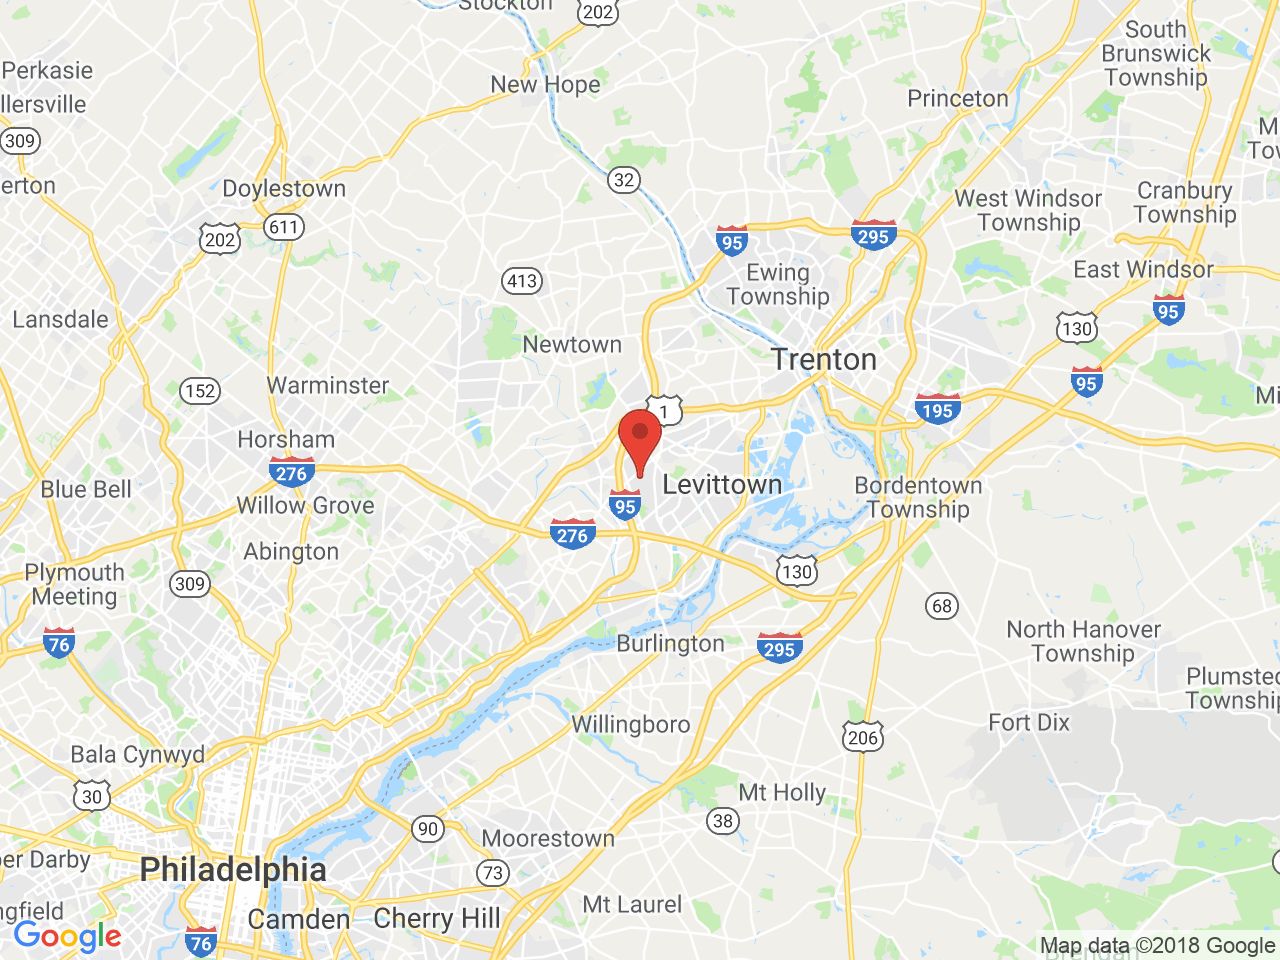 Stockton
202
South
Brunswick
Township
Perkasie
llersville
New Hope
Princeton
309
32
erton
Doylestown
611
202
West Windsor
Township
Cranbury
Township
95
295
East Windsor
413
Ewing
Township
95
130
Lansdale
Newtown
Trenton
152
Warminster
95
1
195
Mi
Horsham
276
Blue Bell
Willow Grove
Levittown
95
Bordentown
Township
276
Abington
130
Plymouth
Meeting
309
68
76
Burlington
295
North Hanover
Township
Plumsted
Township
Willingboro
206
Fort Dix
Bala Cynwyd
30
Mt Holly
90
38
Moorestown
per Darby
Philadelphia
73
Mt Laurel
ngfield
Camden
Cherry Hill
Google
76
Map data ©2018 Google